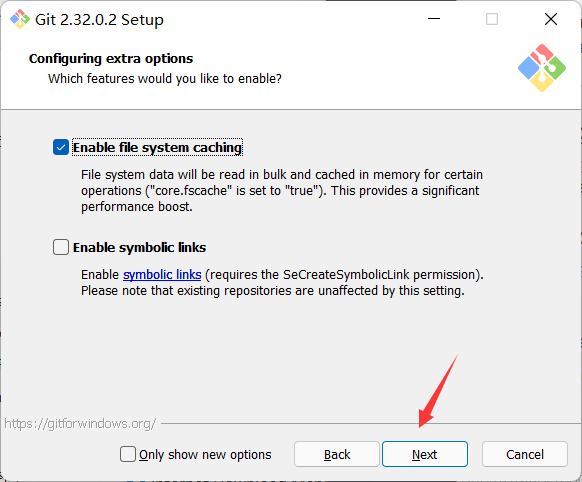 Git 2.32.0.2 Setup
Configuring extra options
Which features would you like to enable?
Enable file system caching
File system data will be read in bulk and cached in memory for certain
operations ("core.fscache" is set to "true"). This provides a significant
performance boost.
Enable symbolic links
Enable symbolic links (requires the SeCreateSymbolicLink permission).
Please note that existing repositories are unaffected by this setting.
https://gitforwindows.org/
Only show new options
Back
Next
Cancel